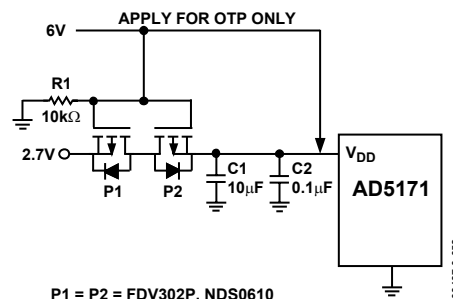 APPLY FOR OTP ONLY
6V
R1
10kΩ
2.7V
P1
P2
C1
10μF
C2
0.1μF
VDD
AD5171
P1 = P2 = FDV302P, NDS0610